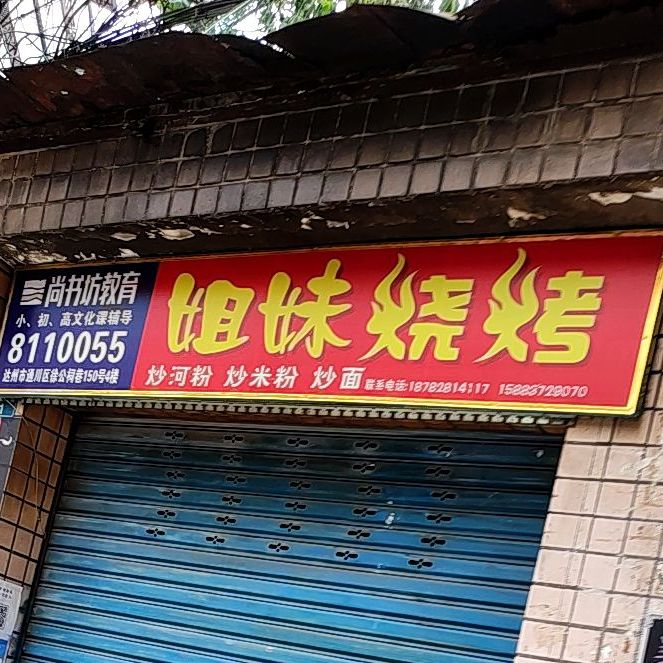 尚书坊教育
小、初、高文化课辅导
8110055
达州市通川区徐公祠巷150号4楼
姐妹烧烤
炒河粉 炒米粉 炒面
联系电话:18782814117 15883729070